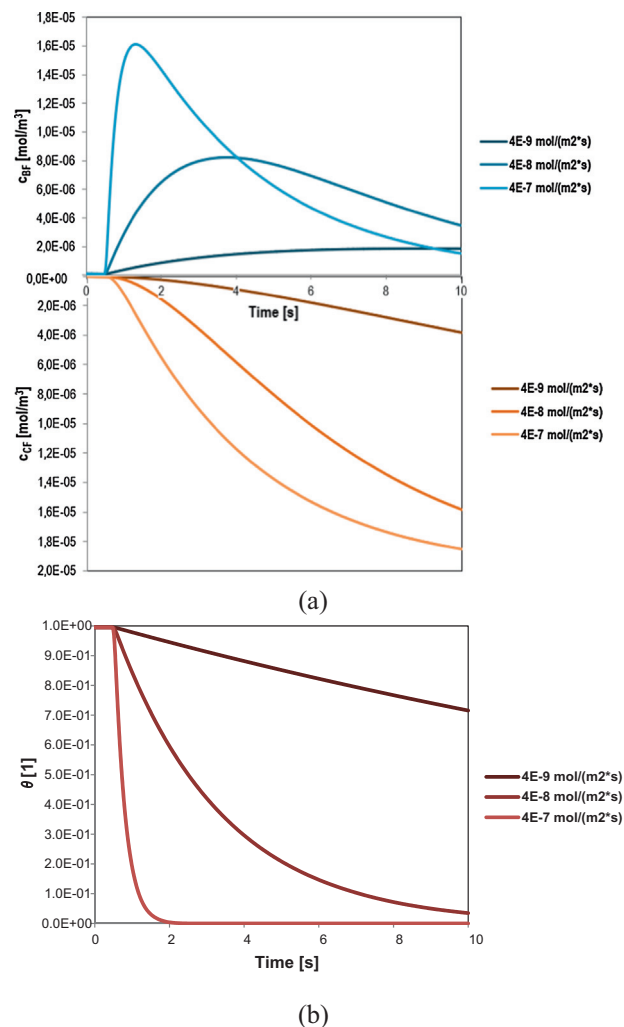 1,8E-05
1,6E-05
1,4E-05
1,2E-05
1,0E-05
8,0E-06
6,0E-06
4,0E-06
2,0E-06
0,0E+00
c_BF [mol/m³]
4E-9 mol/(m2*s)
4E-8 mol/(m2*s)
4E-7 mol/(m2*s)
0 2 4 6 8 10
Time [s]
2,0E-06
4,0E-06
6,0E-06
8,0E-06
1,0E-05
1,2E-05
1,4E-05
1,6E-05
1,8E-05
2,0E-05
c_CF [mol/m³]
4E-9 mol/(m2*s)
4E-8 mol/(m2*s)
4E-7 mol/(m2*s)
(a)
1.0E+00
9.0E-01
8.0E-01
7.0E-01
6.0E-01
5.0E-01
4.0E-01
3.0E-01
2.0E-01
1.0E-01
0.0E+00
θ [1]
4E-9 mol/(m2*s)
4E-8 mol/(m2*s)
4E-7 mol/(m2*s)
0 2 4 6 8 10
Time [s]
(b)